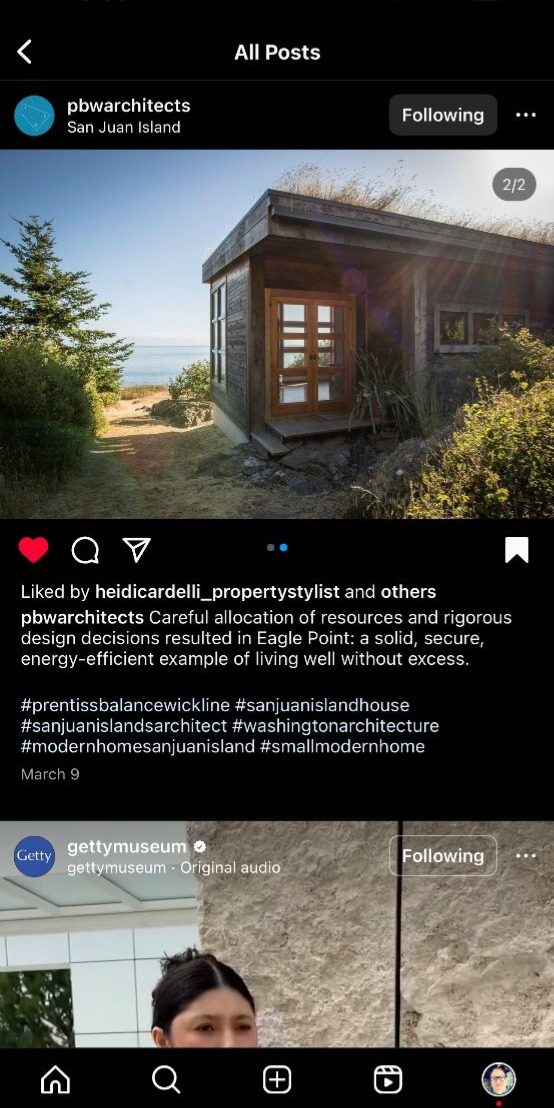 All Posts
pbwarchitects
San Juan Island
Following
2/2
Liked by heidicardelli_propertystylist and others
pbwarchitects Careful allocation of resources and rigorous
design decisions resulted in Eagle Point: a solid, secure,
energy-efficient example of living well without excess.
#prentissbalancewickline #sanjuanislandhouse
#sanjuanislandsarchitect #washingtonarchitecture
#modernhomesanjuanisland #smallmodernhome
March 9
Getty
gettymuseum
gettymuseum · Original audio
Following